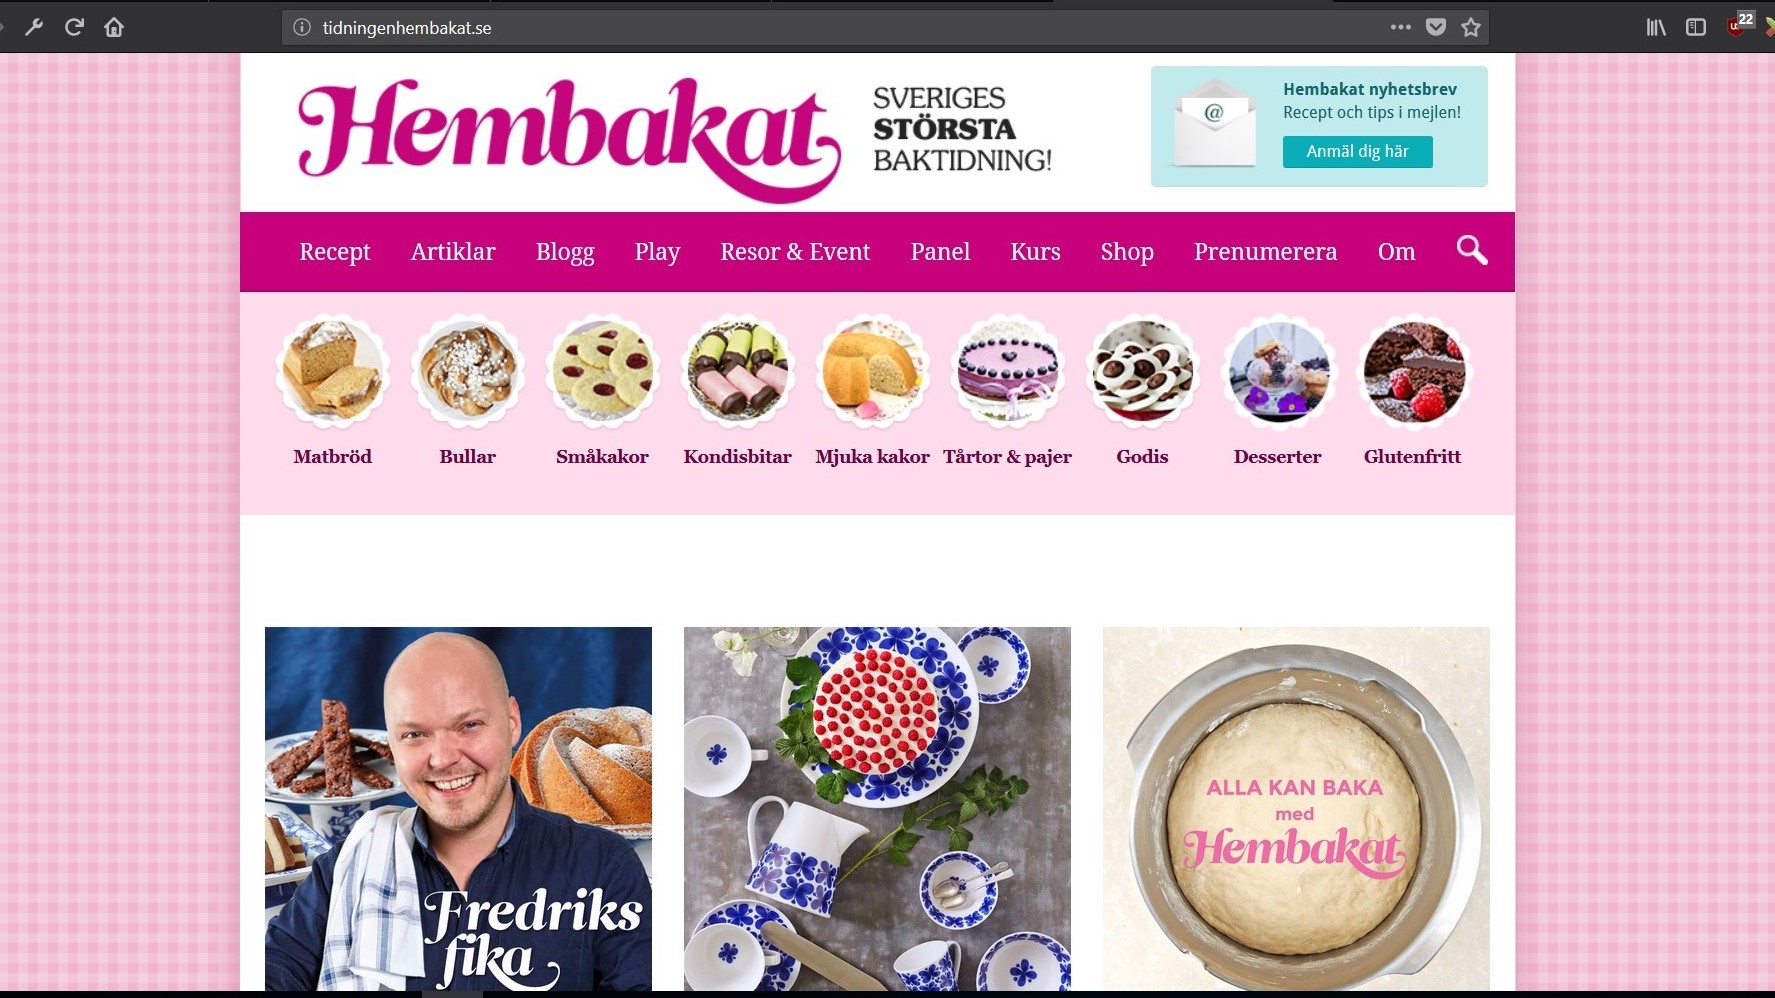 22
tidningenhembakat.se
Hembakat
SVERIGES
STÖRSTA
BAKTIDNING!
@
Hembakat nyhetsbrev
Recept och tips i mejlen!
Anmäl dig här
Recept Artiklar Blogg Play Resor & Event Panel Kurs Shop Prenumerera Om
Matbröd Bullar Småkakor Kondisbitar Mjuka kakor Tårtor & pajer Godis Desserter Glutenfritt
Fredriks
fika
ALLA KAN BAKA
med
Hembakat